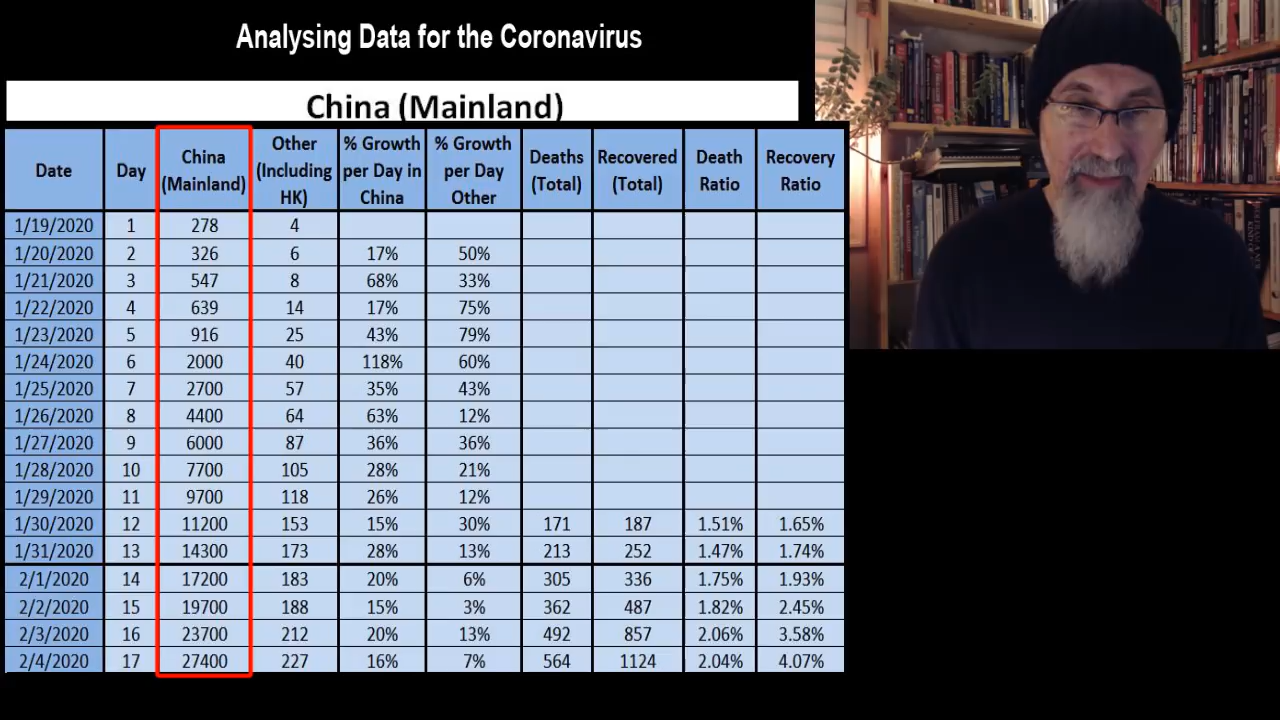 Analysing Data for the Coronavirus
China (Mainland)
Date Day China (Mainland) Other (Including HK) % Growth per Day in China % Growth per Day Other Deaths (Total) Recovered (Total) Death Ratio Recovery Ratio
1/19/2020 1 278 4
1/20/2020 2 326 6 17% 50%
1/21/2020 3 547 8 68% 33%
1/22/2020 4 639 14 17% 75%
1/23/2020 5 916 25 43% 79%
1/24/2020 6 2000 40 118% 60%
1/25/2020 7 2700 57 35% 43%
1/26/2020 8 4400 64 63% 12%
1/27/2020 9 6000 87 36% 36%
1/28/2020 10 7700 105 28% 21%
1/29/2020 11 9700 118 26% 12%
1/30/2020 12 11200 153 15% 30% 171 187 1.51% 1.65%
1/31/2020 13 14300 173 28% 13% 213 252 1.47% 1.74%
2/1/2020 14 17200 183 20% 6% 305 336 1.75% 1.93%
2/2/2020 15 19700 188 15% 3% 362 487 1.82% 2.45%
2/3/2020 16 23700 212 20% 13% 492 857 2.06% 3.58%
2/4/2020 17 27400 227 16% 7% 564 1124 2.04% 4.07%